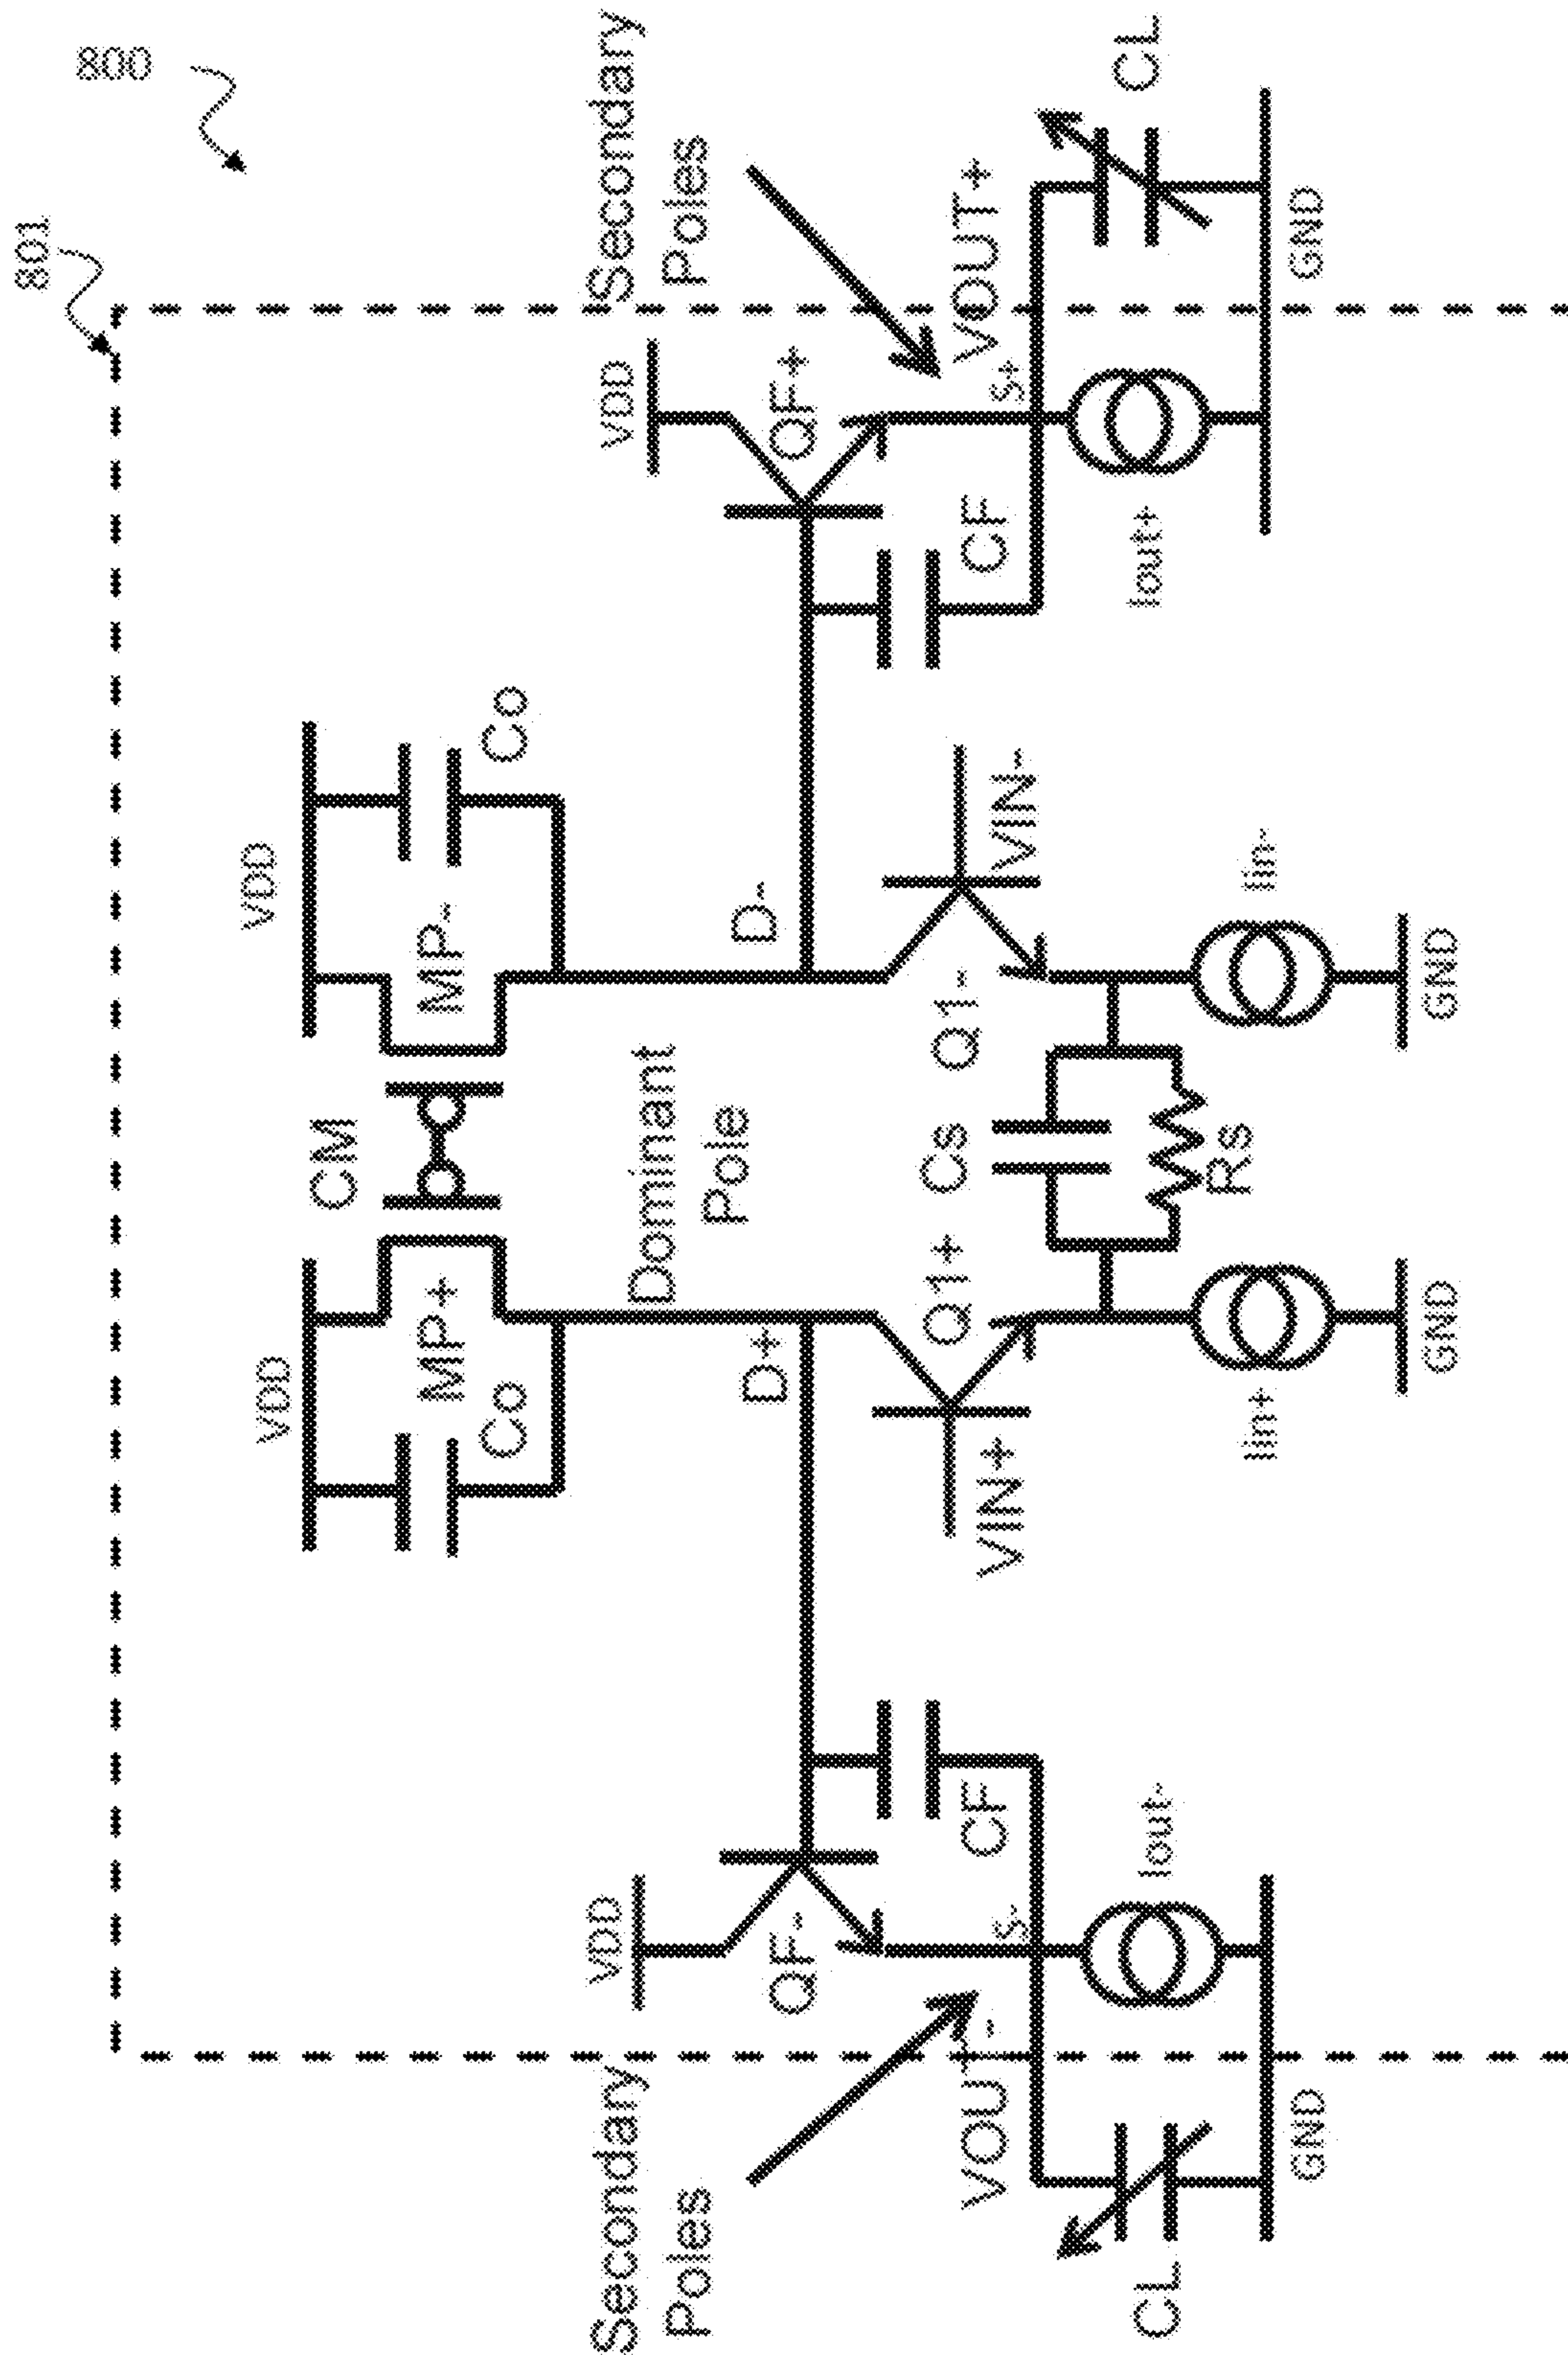 800
801
VDD
CM
VDD
MP+
MP-
Co
Co
VDD
Secondary
Poles
QF-
D+
Dominant
Pole
D-
VDD
QF+
Secondary
Poles
CF
S-
VOUT-
VIN+
Q1+
Cs
Q1-
VIN-
CF
S+
VOUT+
CL
Iout-
Rs
Iout+
CL
GND
Iin+
Iin-
GND
GND
GND